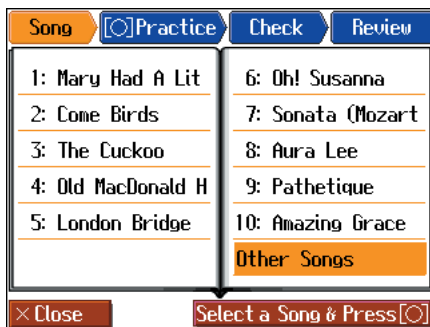 Song [○]Practice Check Review
1: Mary Had A Lit
2: Come Birds
3: The Cuckoo
4: Old MacDonald H
5: London Bridge
6: Oh! Susanna
7: Sonata (Mozart
8: Aura Lee
9: Pathetique
10: Amazing Grace
Other Songs
×Close
Select a Song & Press[○]